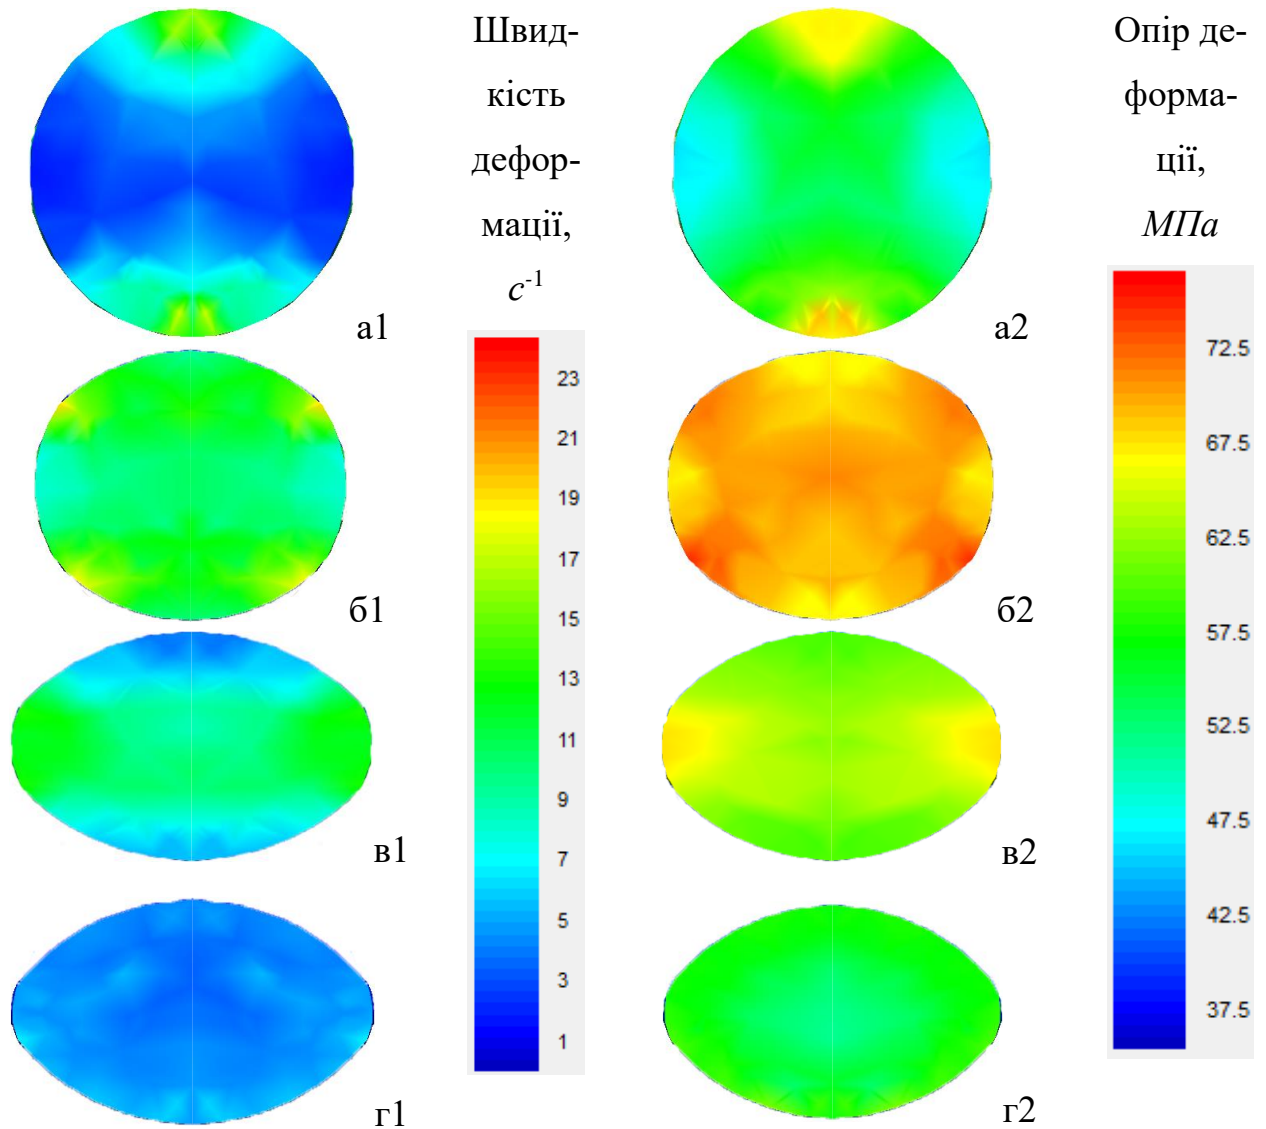 Швид-
кість
дефор-
мації,
с⁻¹
Опір де-
форма-
ції,
МПа
а1
а2
б1
б2
в1
в2
г1
г2
23
21
19
17
15
13
11
9
7
5
3
1
72.5
67.5
62.5
57.5
52.5
47.5
42.5
37.5